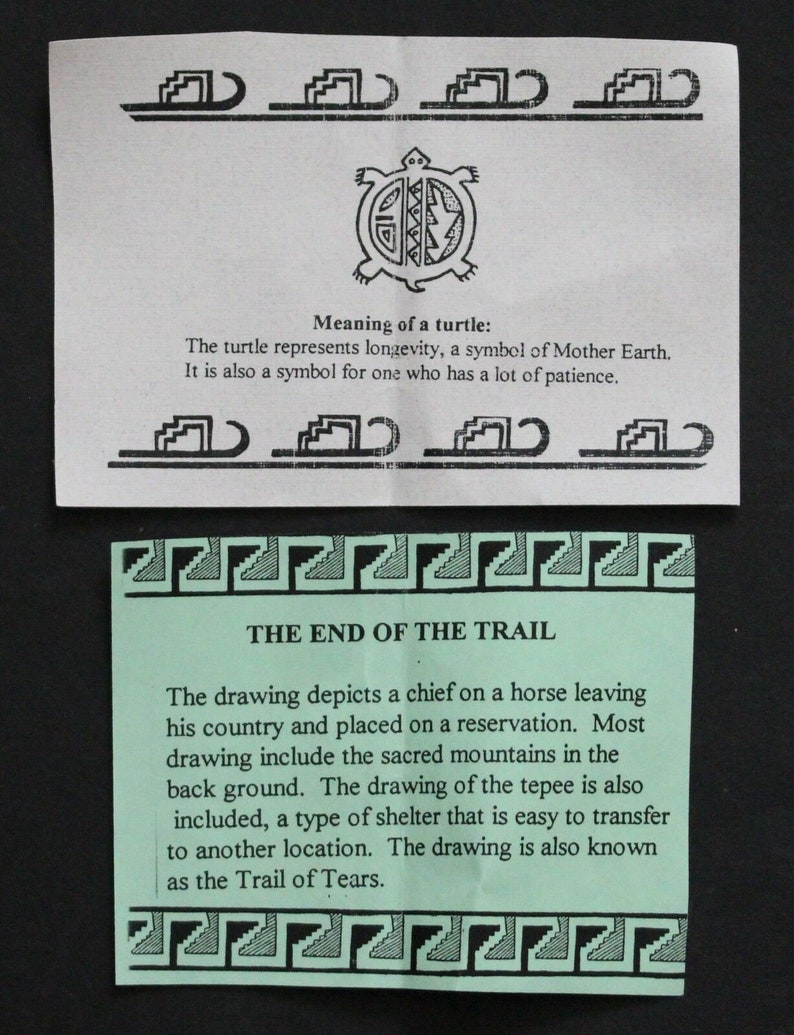 Meaning of a turtle:
The turtle represents longevity, a symbol of Mother Earth.
It is also a symbol for one who has a lot of patience.
THE END OF THE TRAIL
The drawing depicts a chief on a horse leaving
his country and placed on a reservation. Most
drawing include the sacred mountains in the
back ground. The drawing of the tepee is also
included, a type of shelter that is easy to transfer
to another location. The drawing is also known
as the Trail of Tears.